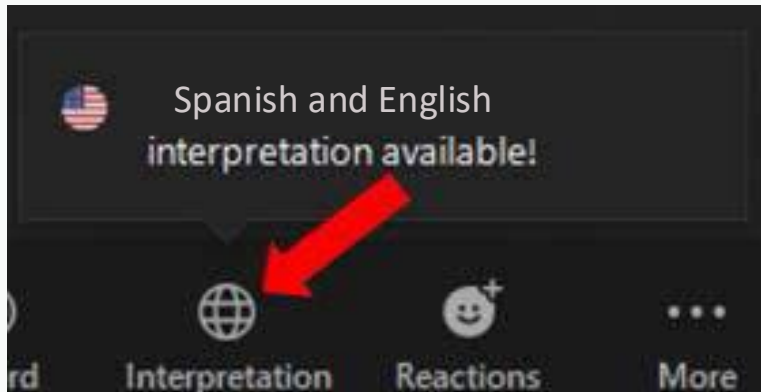 Spanish and English
interpretation available!
rd
Interpretation
Reactions
More